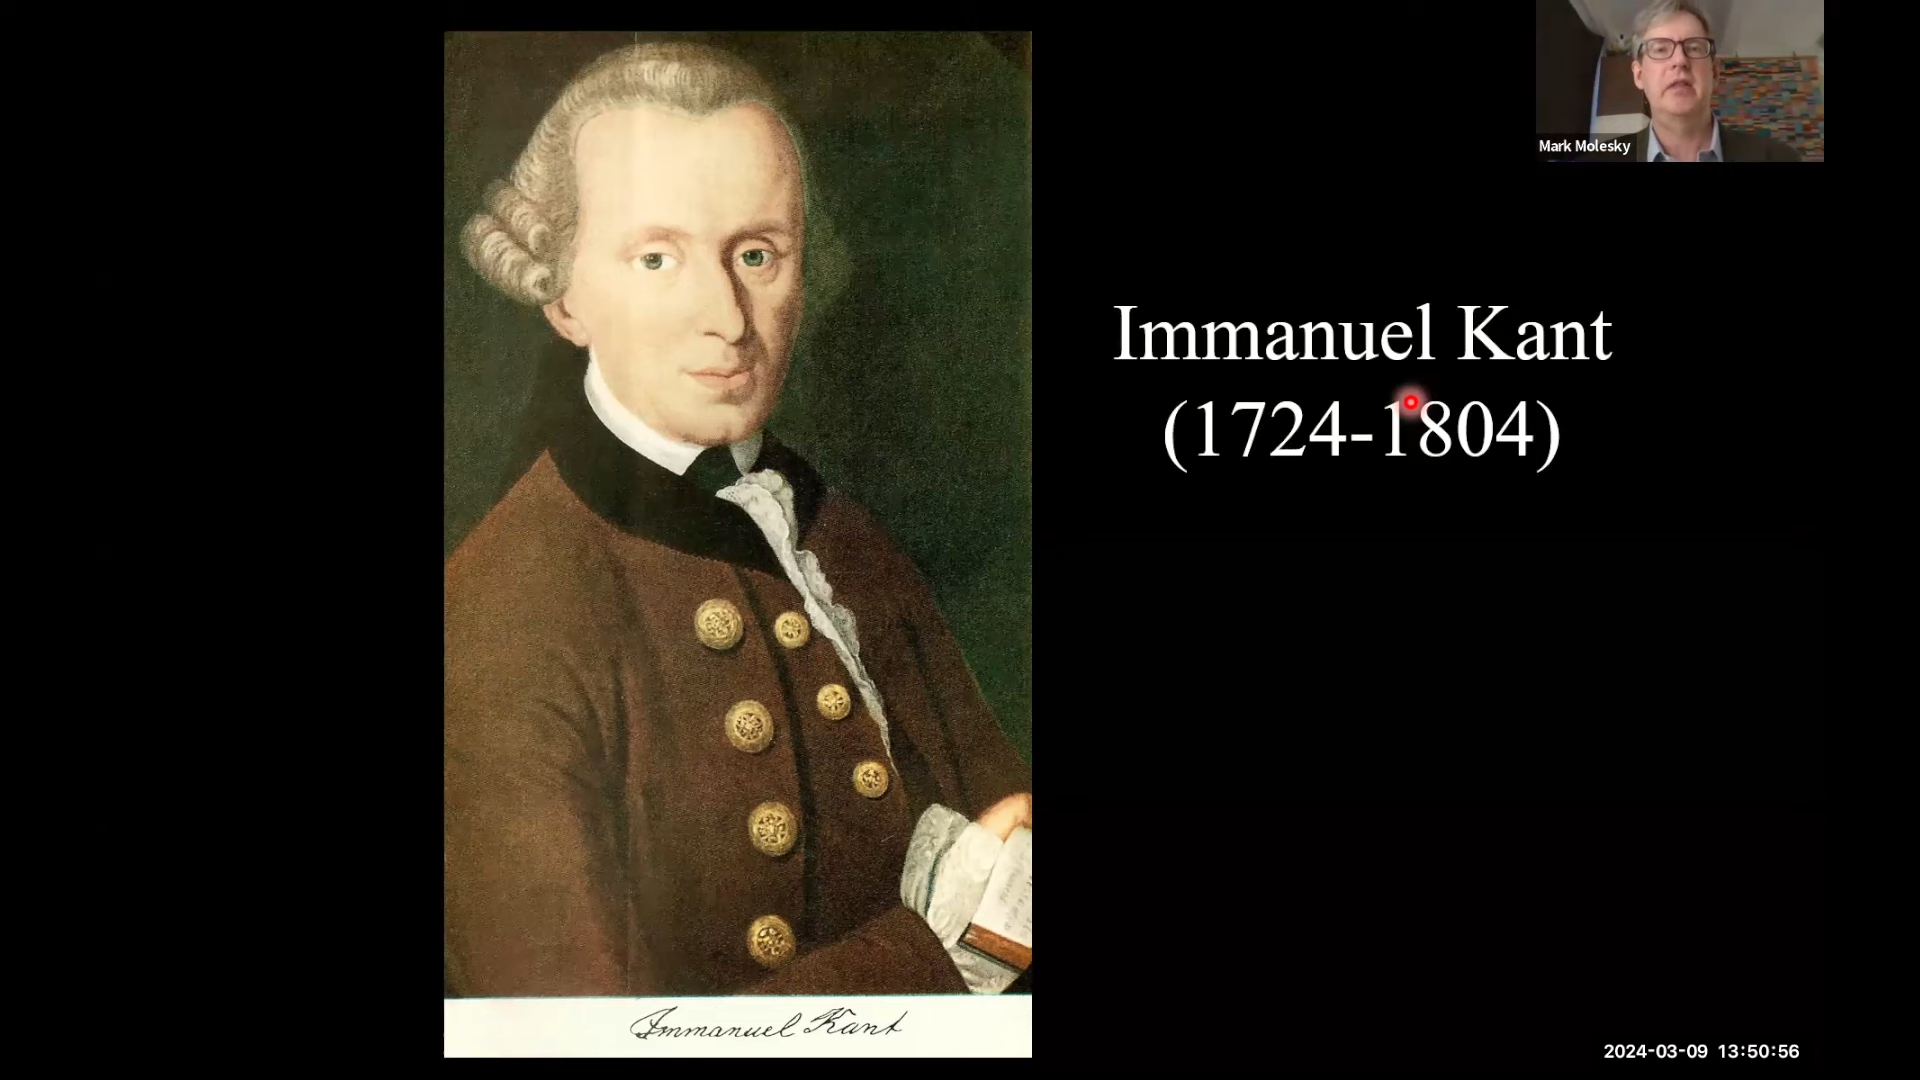 Mark Molesky
Immanuel Kant
(1724-1804)
Immanuel Kant
2024-03-09 13:50:56